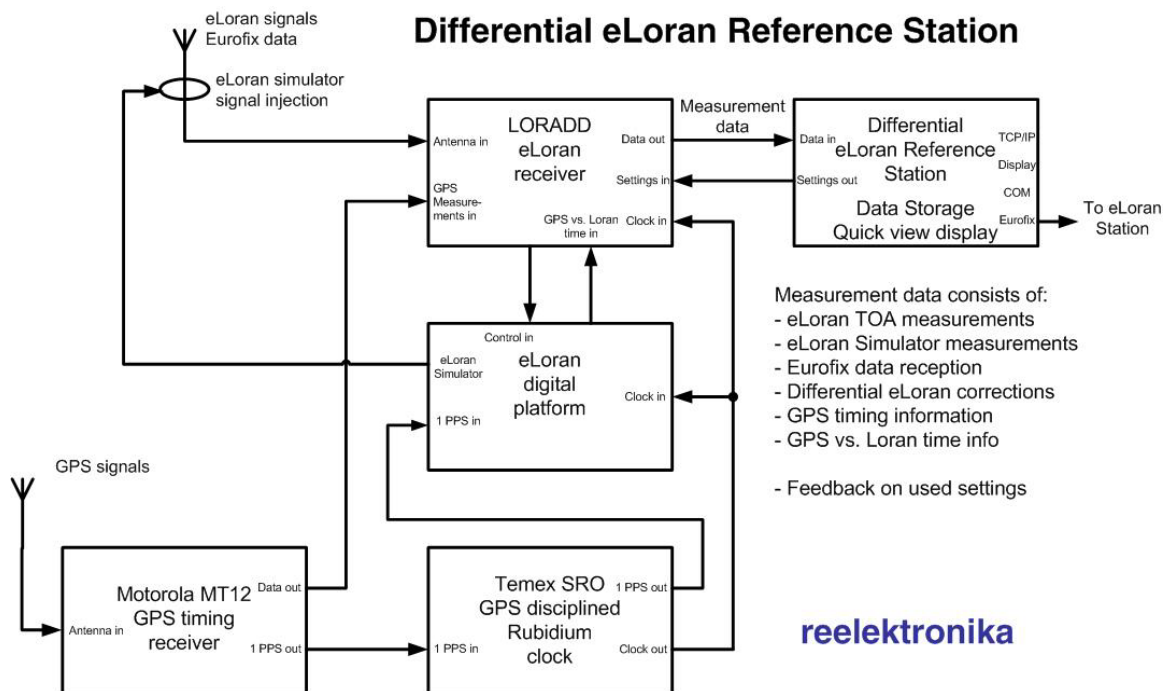 eLoran signals
Eurofix data
Differential eLoran Reference Station
eLoran simulator
signal injection
LORADD
eLoran
receiver
Antenna in
GPS
Measure-
ments in
Data out
Settings in
GPS vs. Loran
time in
Clock in
Measurement
data
Differential
eLoran Reference
Station
Data Storage
Quick view display
Data in
Settings out
TCP/IP
Display
COM
Eurofix
To eLoran
Station
Control in
eLoran
Simulator
eLoran
digital
platform
1 PPS in
Clock in
Measurement data consists of:
- eLoran TOA measurements
- eLoran Simulator measurements
- Eurofix data reception
- Differential eLoran corrections
- GPS timing information
- GPS vs. Loran time info
- Feedback on used settings
GPS signals
Motorola MT12
GPS timing
receiver
Antenna in
Data out
1 PPS out
Temex SRO
GPS disciplined
Rubidium
clock
1 PPS in
1 PPS out
Clock out
reelektronika